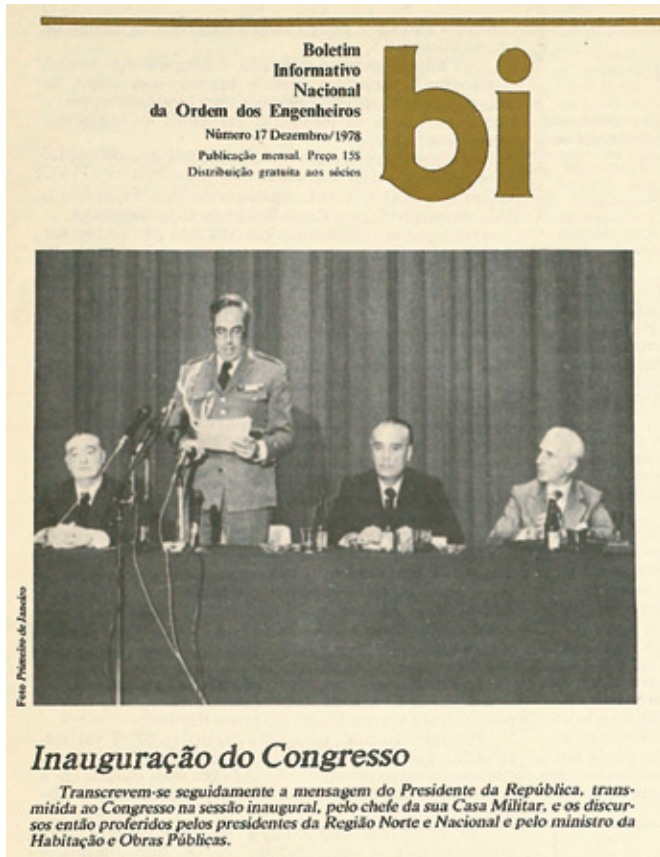 Boletim
Informativo
Nacional
da Ordem dos Engenheiros
Número 17 Dezembro/1978
Publicação mensal. Preço 15$
Distribuição gratuita aos sócios
bi
Foto Primeiro de Janeiro
Inauguração do Congresso
Transcrevem-se seguidamente a mensagem do Presidente da República, trans-
mitida ao Congresso na sessão inaugural, pelo chefe da sua Casa Militar, e os discur-
sos então proferidos pelos presidentes da Região Norte e Nacional e pelo ministro da
Habitação e Obras Públicas.